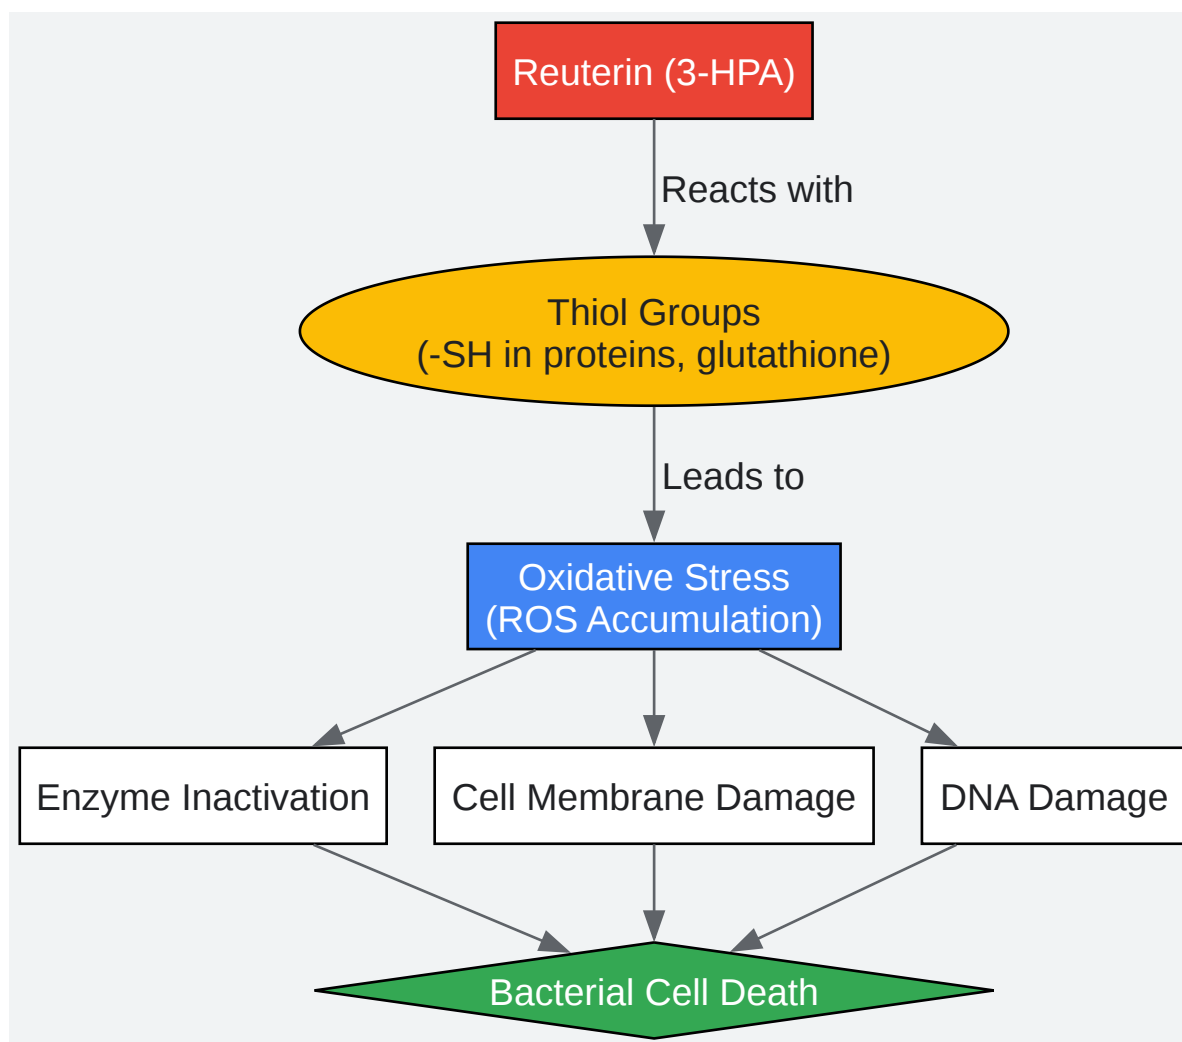 Reuterin (3-HPA)
Reacts with
Thiol Groups
(-SH in proteins, glutathione)
Leads to
Oxidative Stress
(ROS Accumulation)
Enzyme Inactivation
Cell Membrane Damage
DNA Damage
Bacterial Cell Death